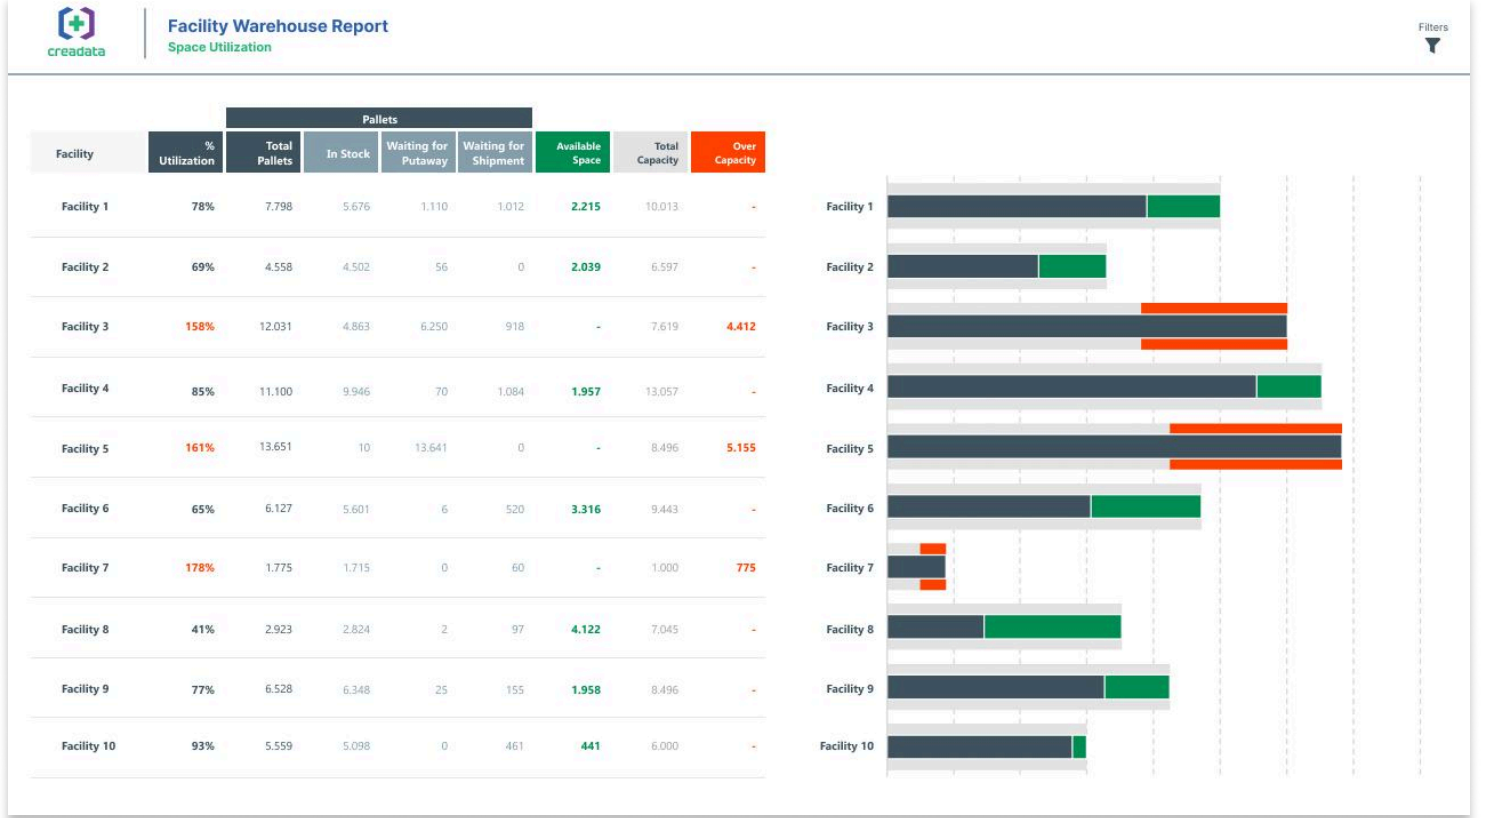 creadata
Facility Warehouse Report
Space Utilization
Filters
Pallets
Facility % Utilization Total Pallets In Stock Waiting for Putaway Waiting for Shipment Available Space Total Capacity Over Capacity
Facility 1 78% 7.798 5.676 1.110 1.012 2.215 10.013 -
Facility 2 69% 4.558 4.502 56 0 2.039 6.597 -
Facility 3 158% 12.031 4.863 6.250 918 - 7.619 4.412
Facility 4 85% 11.100 9.946 70 1.084 1.957 13.057 -
Facility 5 161% 13.651 10 13.641 0 - 8.496 5.155
Facility 6 65% 6.127 5.601 6 520 3.316 9.443 -
Facility 7 178% 1.775 1.715 0 60 - 1.000 775
Facility 8 41% 2.923 2.824 2 97 4.122 7.045 -
Facility 9 77% 6.528 6.348 25 155 1.958 8.496 -
Facility 10 93% 5.559 5.098 0 461 441 6.000 -
Facility 1
Facility 2
Facility 3
Facility 4
Facility 5
Facility 6
Facility 7
Facility 8
Facility 9
Facility 10